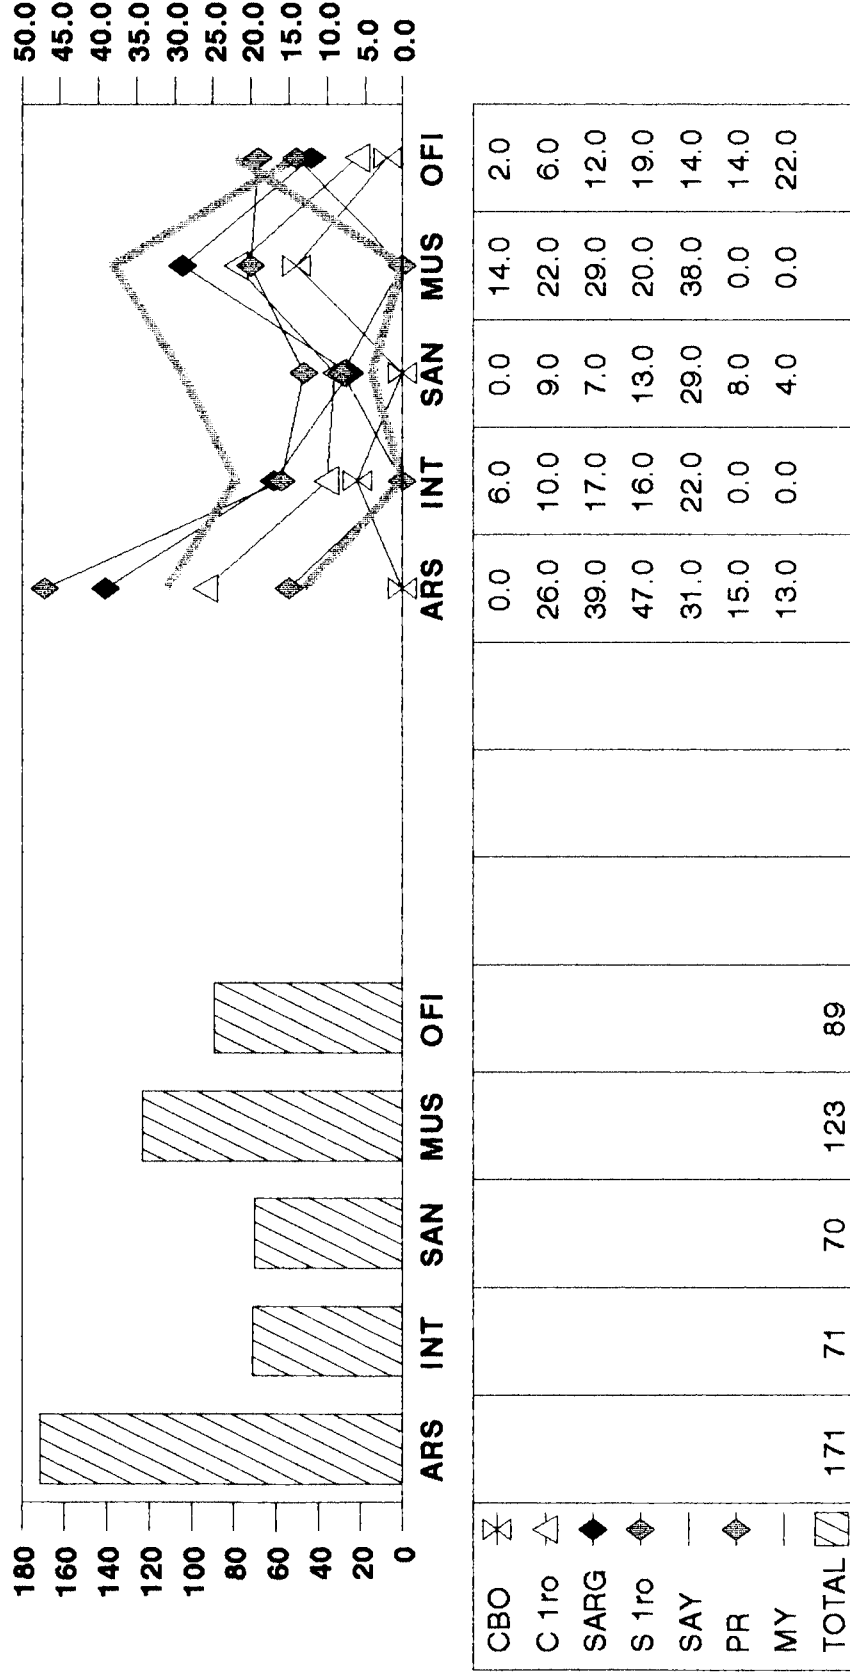 180
160
140
120
100
80
60
40
20
0
50.0
45.0
40.0
35.0
30.0
25.0
20.0
15.0
10.0
5.0
0.0
ARS INT SAN MUS OFI ARS INT SAN MUS OFI
CBO 0.0 6.0 0.0 14.0 2.0
C 1ro 26.0 10.0 9.0 22.0 6.0
SARG 39.0 17.0 7.0 29.0 12.0
S 1ro 47.0 16.0 13.0 20.0 19.0
SAY 31.0 22.0 29.0 38.0 14.0
PR 15.0 0.0 8.0 0.0 14.0
MY 13.0 0.0 4.0 0.0 22.0
TOTAL 171 71 70 123 89